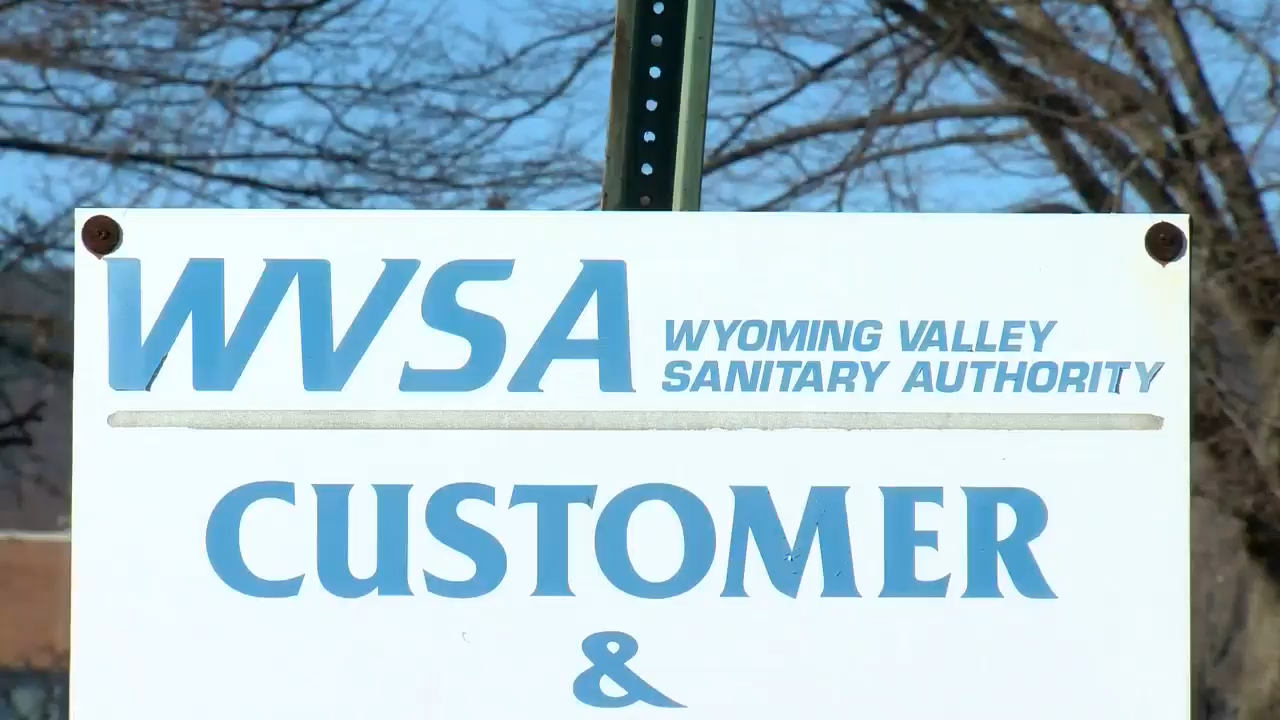 WVSA
WYOMING VALLEY
SANITARY AUTHORITY
CUSTOMER
&